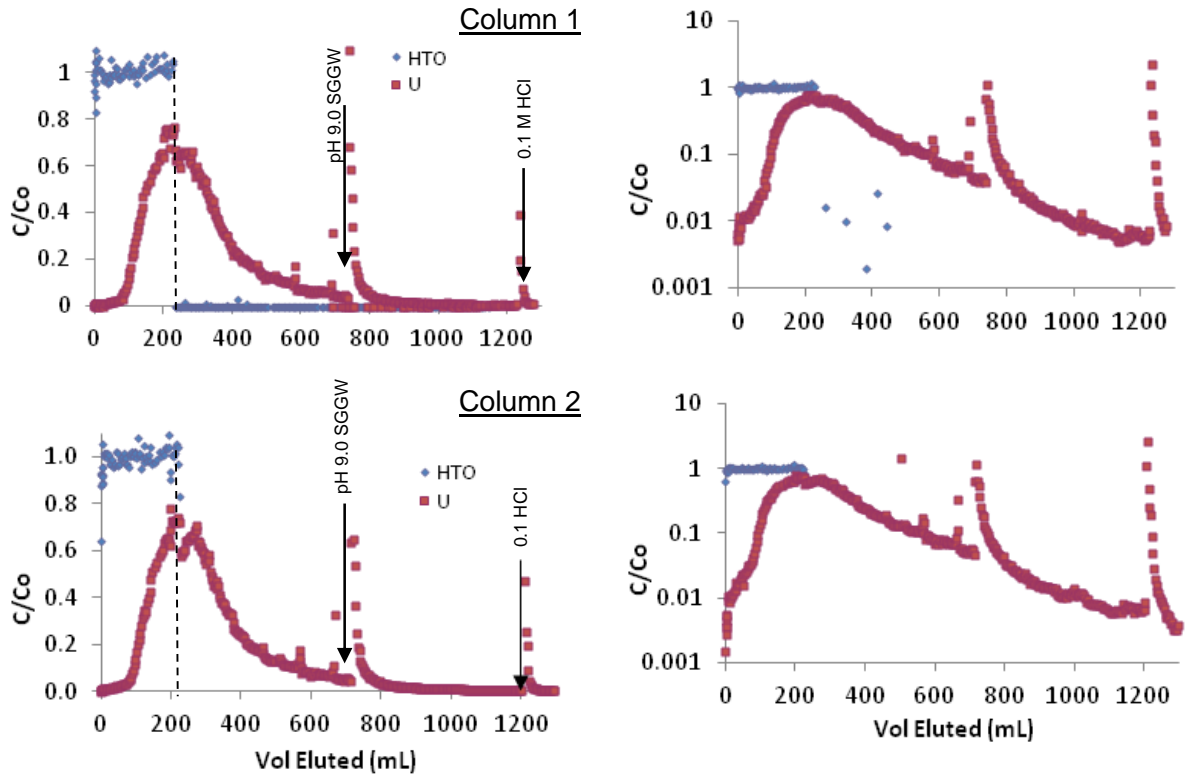 Column 1
HTO
U
pH 9.0 SGGW
0.1 M HCl
C/Co
1
0.8
0.6
0.4
0.2
0
0 200 400 600 800 1000 1200
C/Co
10
1
0.1
0.01
0.001
0 200 400 600 800 1000 1200
Column 2
HTO
U
pH 9.0 SGGW
0.1 HCl
C/Co
1.0
0.8
0.6
0.4
0.2
0.0
0 200 400 600 800 1000 1200
Vol Eluted (mL)
C/Co
10
1
0.1
0.01
0.001
0 200 400 600 800 1000 1200
Vol Eluted (mL)